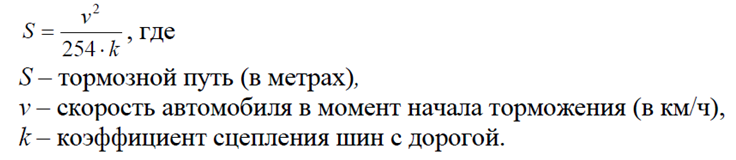 S = v²/(254 · k), где
S – тормозной путь (в метрах),
v – скорость автомобиля в момент начала торможения (в км/ч),
k – коэффициент сцепления шин с дорогой.